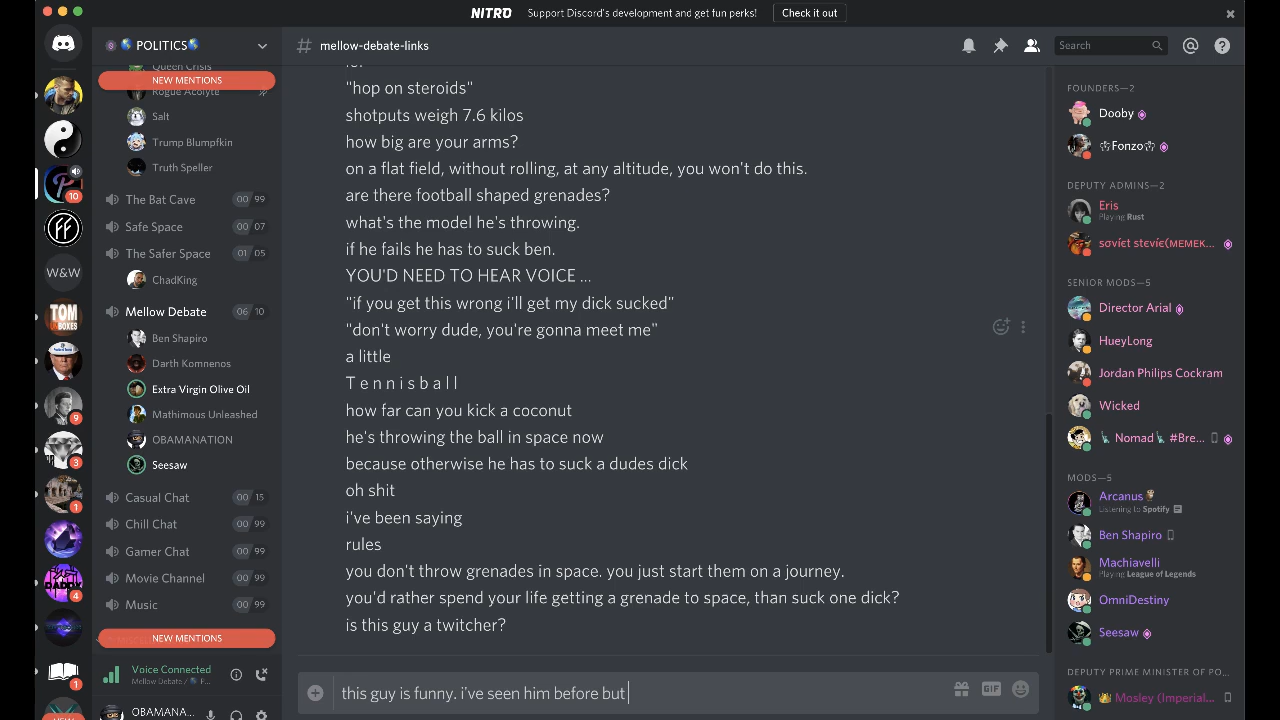 NITRO Support Discord's development and get fun perks! Check it out
POLITICS
# mellow-debate-links
Search
Queen Crisis
NEW MENTIONS
Rogue Acolyte
Salt
Trump Blumpfkin
Truth Speller
The Bat Cave 00 99
Safe Space 00 07
The Safer Space 01 05
ChadKing
Mellow Debate 06 10
Ben Shapiro
Darth Komnenos
Extra Virgin Olive Oil
Mathimous Unleashed
OBAMANATION
Seesaw
Casual Chat 00 15
Chill Chat 00 99
Gamer Chat 00 99
Movie Channel 00 99
Music 00 99
NEW MENTIONS
Voice Connected
Mellow Debate / P...
OBAMANA...
10
W&W
TOM
BOXES
9
3
1
4
1
NEW
"hop on steroids"
shotputs weigh 7.6 kilos
how big are your arms?
on a flat field, without rolling, at any altitude, you won't do this.
are there football shaped grenades?
what's the model he's throwing.
if he fails he has to suck ben.
YOU'D NEED TO HEAR VOICE ...
"if you get this wrong i'll get my dick sucked"
"don't worry dude, you're gonna meet me"
a little
T e n n i s b a l l
how far can you kick a coconut
he's throwing the ball in space now
because otherwise he has to suck a dudes dick
oh shit
i've been saying
rules
you don't throw grenades in space. you just start them on a journey.
you'd rather spend your life getting a grenade to space, than suck one dick?
is this guy a twitcher?
this guy is funny. i've seen him before but
GIF
FOUNDERS—2
Dooby
Fonzo
DEPUTY ADMINS—2
Eris
Playing Rust
sσvíєt stєvíє(MEMEK...
SENIOR MODS—5
Director Arial
HueyLong
Jordan Philips Cockram
Wicked
Nomad #Bre...
MODS—5
Arcanus
Listening to Spotify
Ben Shapiro
Machiavelli
Playing League of Legends
OmniDestiny
Seesaw
DEPUTY PRIME MINISTER OF PO...
Mosley (Imperial...